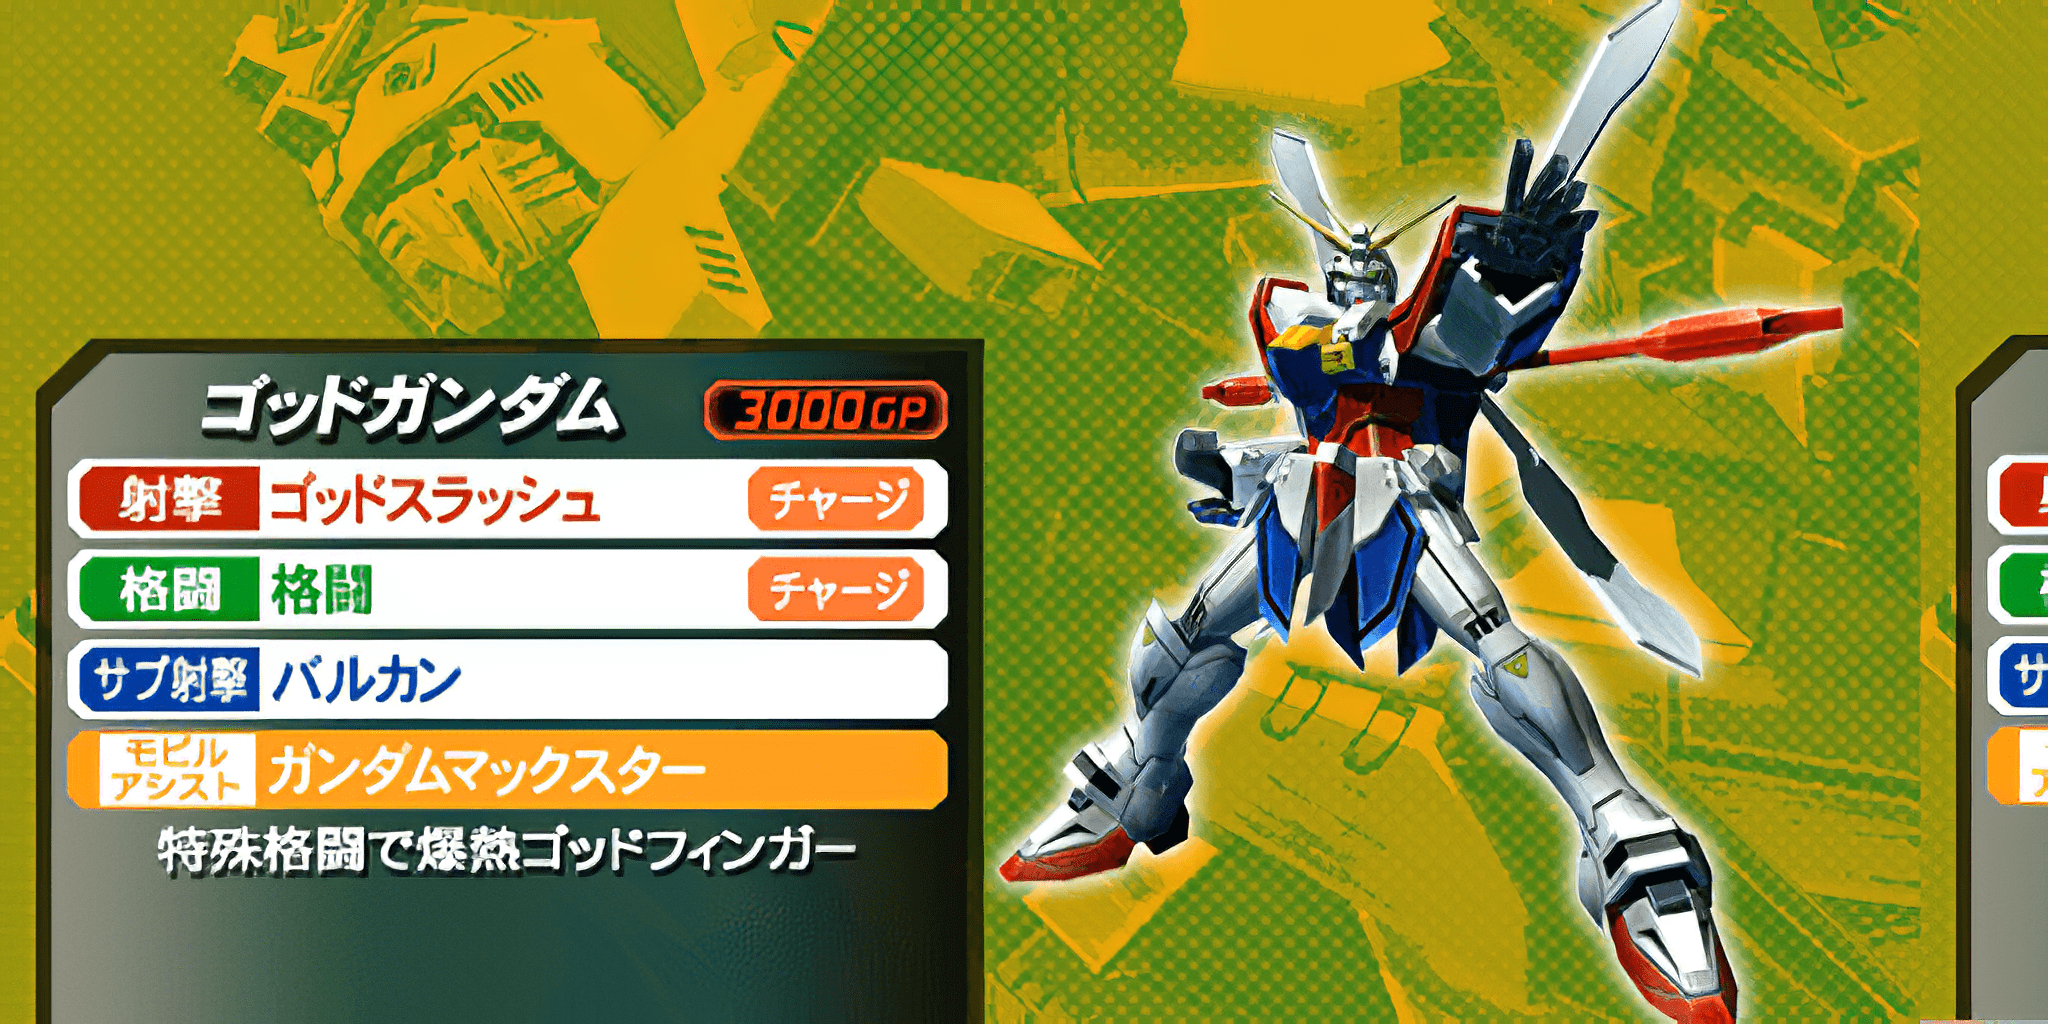 ゴッドガンダム 3000GP
射撃 ゴッドスラッシュ チャージ
格闘 格闘 チャージ
サブ射撃 バルカン
モビルアシスト ガンダムマックスター
特殊格闘で爆熱ゴッドフィンガー
サ